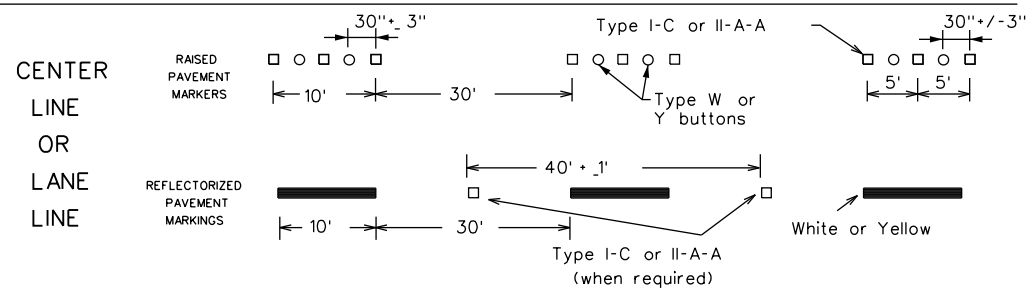 CENTER
LINE
OR
LANE
LINE
RAISED
PAVEMENT
MARKERS
30"+_ 3"
10'
30'
Type I-C or II-A-A
Type W or
Y buttons
30"+/-3"
5'
5'
REFLECTORIZED
PAVEMENT
MARKINGS
10'
30'
40' + _1'
Type I-C or II-A-A
(when required)
White or Yellow